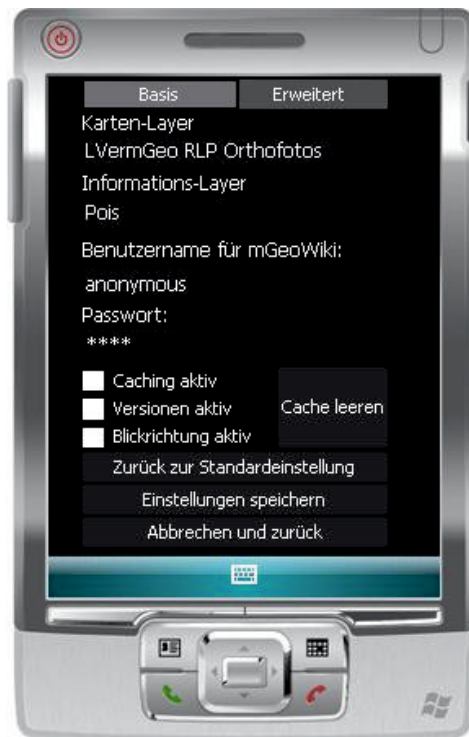 Basis Erweitert
Karten-Layer
LVermGeo RLP Orthofotos
Informations-Layer
Pois
Benutzername für mGeoWiki:
anonymous
Passwort:
****
Caching aktiv
Versionen aktiv
Blickrichtung aktiv
Cache leeren
Zurück zur Standardeinstellung
Einstellungen speichern
Abbrechen und zurück